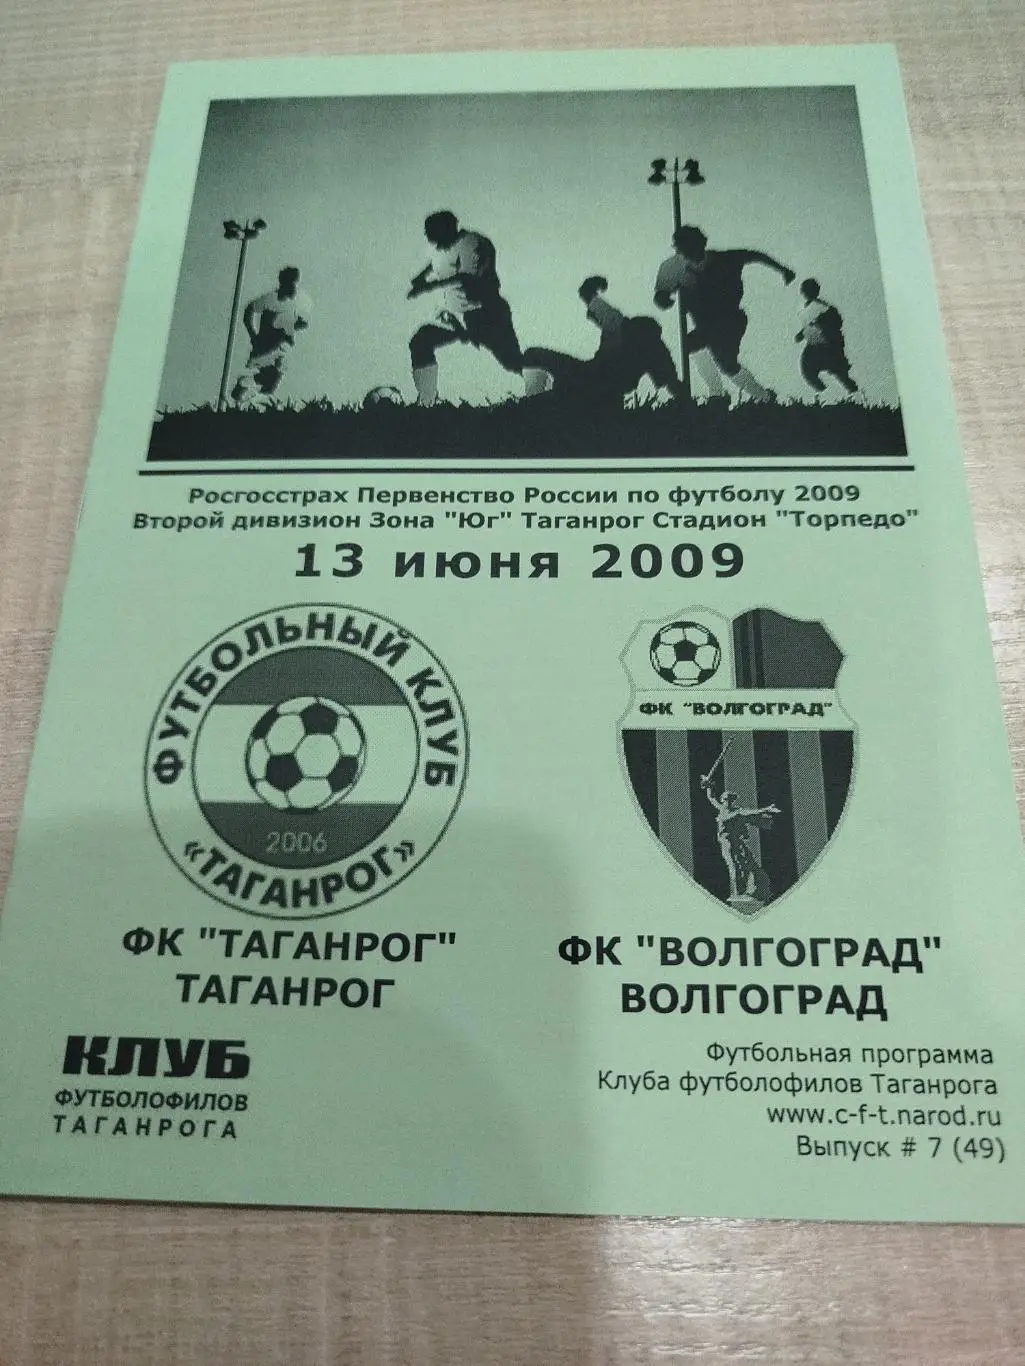 Росгосстрах Первенство России по футболу 2009
Второй дивизион Зона "Юг" Таганрог Стадион "Торпедо"
13 июня 2009
ФУТБОЛЬНЫЙ КЛУБ
2006
«ТАГАНРОГ»
ФК "ВОЛГОГРАД"
ФК "ТАГАНРОГ"
ТАГАНРОГ
ФК "ВОЛГОГРАД"
ВОЛГОГРАД
КЛУБ
ФУТБОЛОФИЛОВ
ТАГАНРОГА
Футбольная программа
Клуба футболофилов Таганрога
www.c-f-t.narod.ru
Выпуск # 7 (49)